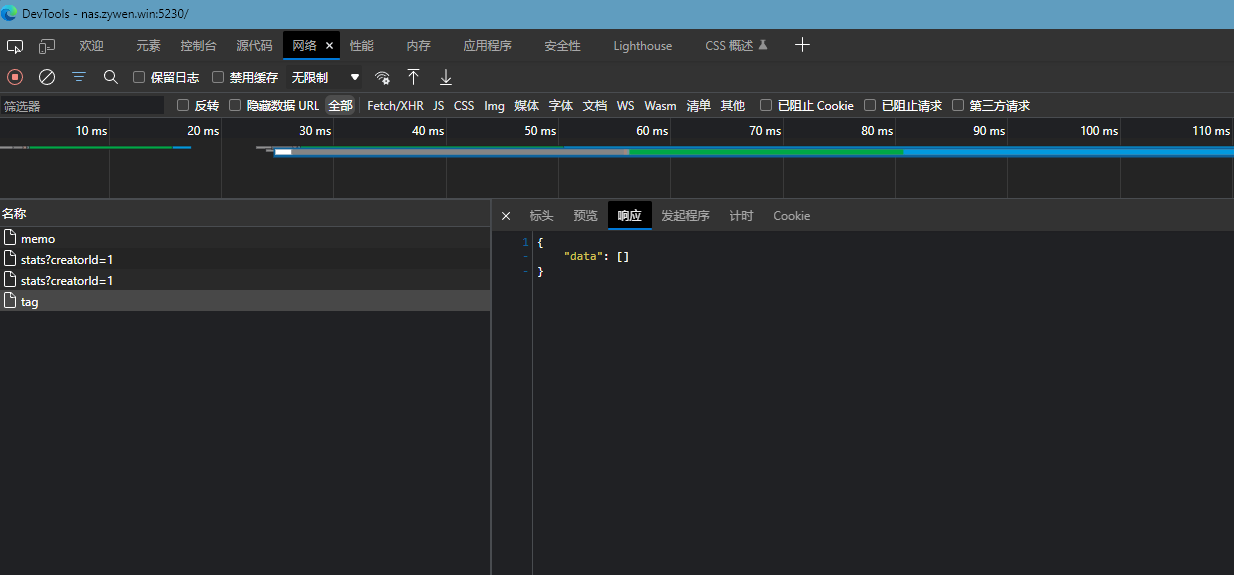 DevTools - nas.zywen.win:5230/
欢迎 元素 控制台 源代码 网络 × 性能 内存 应用程序 安全性 Lighthouse CSS 概述
保留日志 禁用缓存 无限制
筛选器 反转 隐藏数据 URL 全部 Fetch/XHR JS CSS Img 媒体 字体 文档 WS Wasm 清单 其他 已阻止 Cookie 已阻止请求 第三方请求
10 ms 20 ms 30 ms 40 ms 50 ms 60 ms 70 ms 80 ms 90 ms 100 ms 110 ms
名称
memo
stats?creatorId=1
stats?creatorId=1
tag
× 标头 预览 响应 发起程序 计时 Cookie
1 {
- "data": []
- }